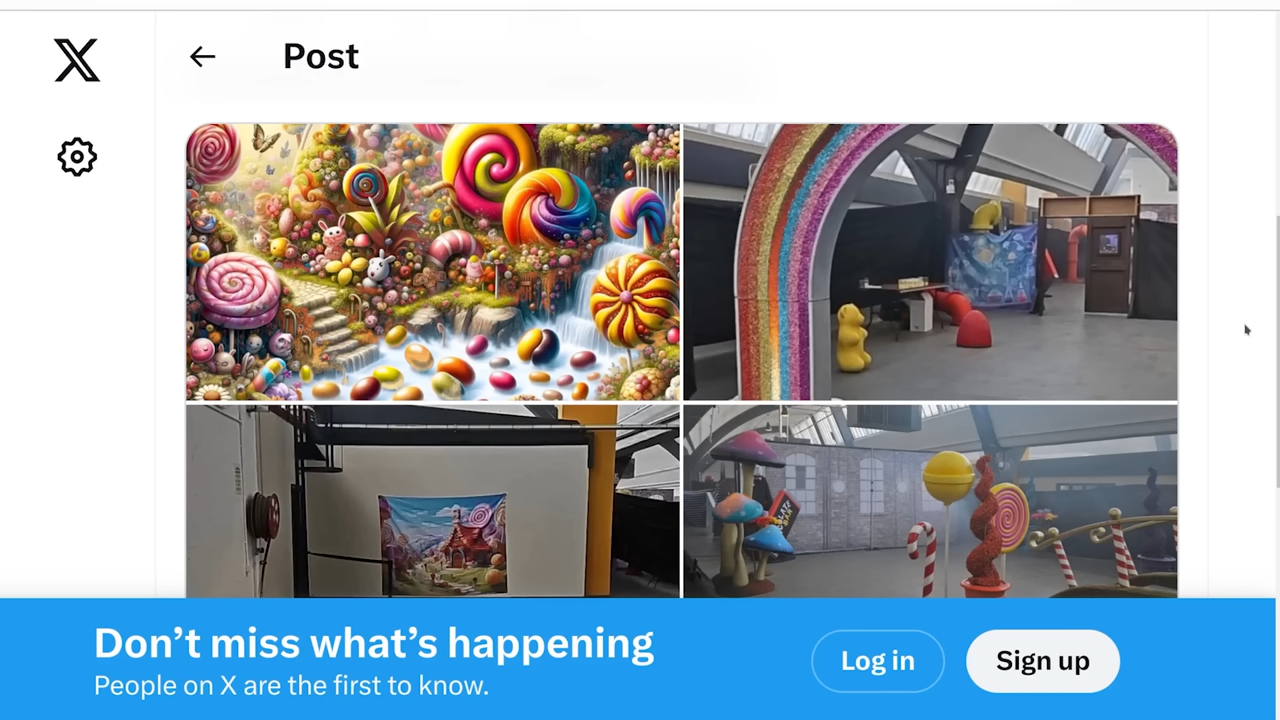 Post
Don’t miss what’s happening
People on X are the first to know.
Log in
Sign up